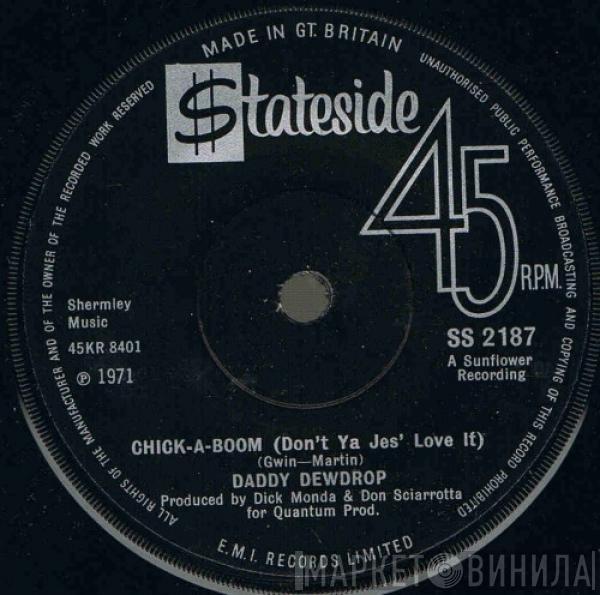 MADE IN GT. BRITAIN
UNAUTHORISED PUBLIC PERFORMANCE BROADCASTING AND COPYING OF THIS RECORD PROHIBITED
ALL RIGHTS OF THE MANUFACTURER AND OF THE OWNER OF THE RECORDED WORK RESERVED
$tateside
45
R.P.M.
Shermley
Music
45KR 8401
℗ 1971
SS 2187
A Sunflower
Recording
CHICK-A-BOOM (Don't Ya Jes' Love It)
(Gwin—Martin)
DADDY DEWDROP
Produced by Dick Monda & Don Sciarrotta
for Quantum Prod.
E.M.I. RECORDS LIMITED
МАРКЕТ ВИНИЛА